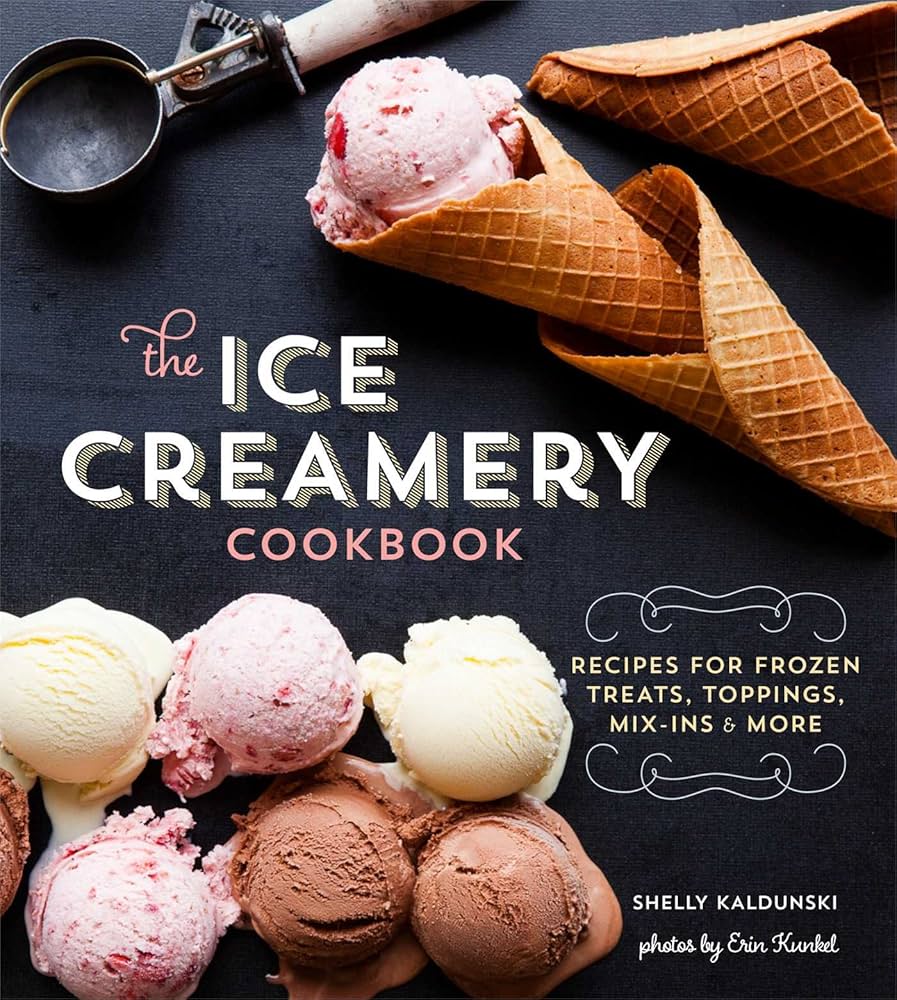 the ICE
CREAMERY
COOKBOOK
RECIPES FOR FROZEN
TREATS, TOPPINGS,
MIX-INS & MORE
SHELLY KALDUNSKI
photos by Erin Kunkel